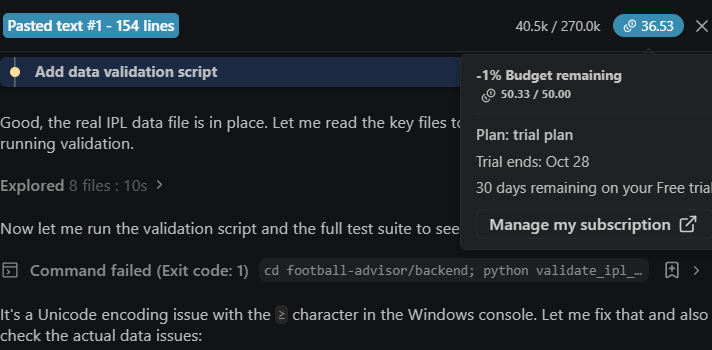 Pasted text #1 - 154 lines
40.5k / 270.0k
36.53
Add data validation script
-1% Budget remaining
50.33 / 50.00
Plan: trial plan
Trial ends: Oct 28
30 days remaining on your Free trial
Manage my subscription
Good, the real IPL data file is in place. Let me read the key files to
running validation.
Explored 8 files : 10s >
Now let me run the validation script and the full test suite to see
Command failed (Exit code: 1) cd football-advisor/backend; python validate_ipl_…
It's a Unicode encoding issue with the ≥ character in the Windows console. Let me fix that and also
check the actual data issues: